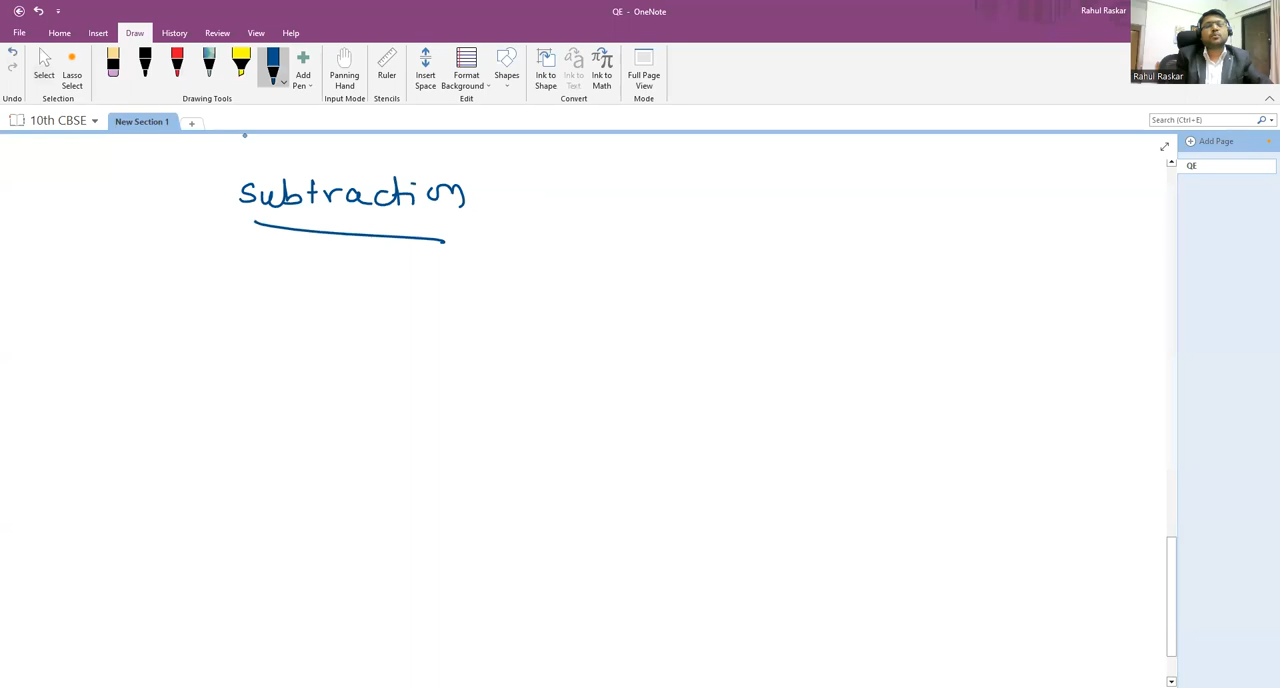 QE - OneNote
Rahul Raskar
File Home Insert Draw History Review View Help
Select
Lasso Select
Add Pen
Panning Hand
Ruler
Insert Space
Format Background
Shapes
Ink to Shape
Ink to Text
Ink to Math
Full Page View
Rahul Raskar
Undo
Selection
Drawing Tools
Input Mode
Stencils
Edit
Convert
Mode
10th CBSE
New Section 1
Search (Ctrl+E)
Add Page
QE
subtraction